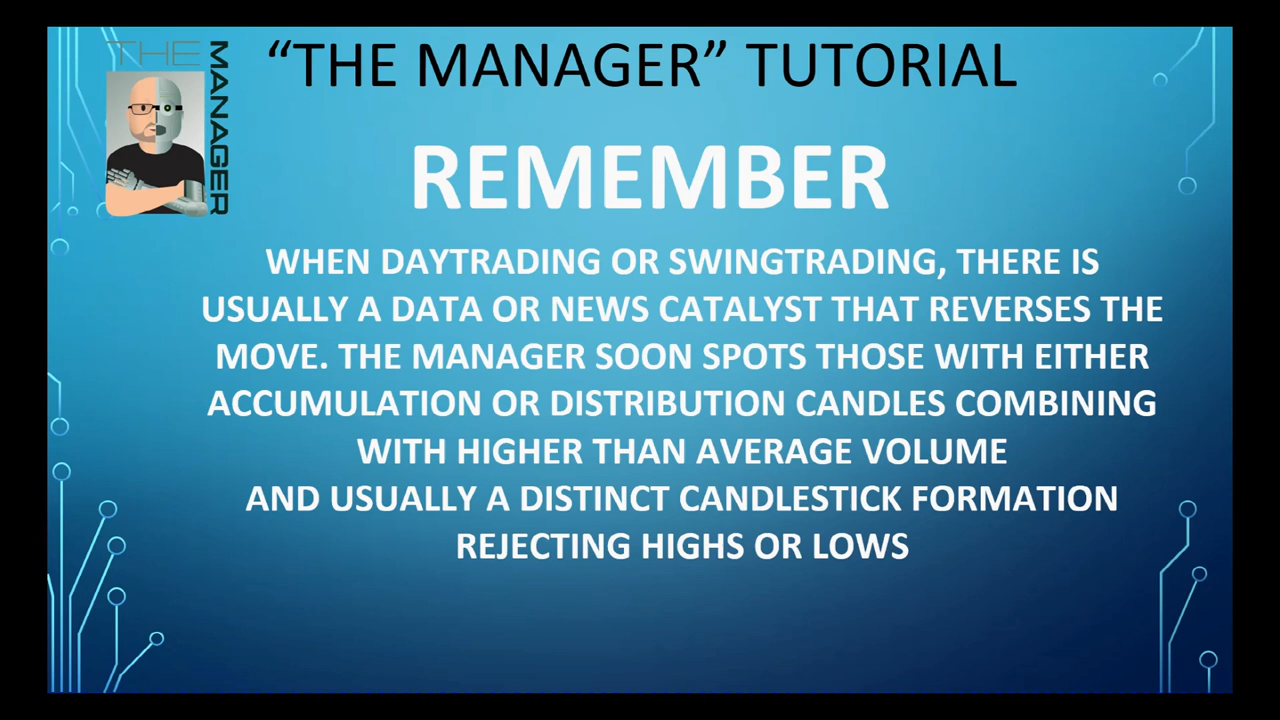 THE
MANAGER
“THE MANAGER” TUTORIAL
REMEMBER
WHEN DAYTRADING OR SWINGTRADING, THERE IS
USUALLY A DATA OR NEWS CATALYST THAT REVERSES THE
MOVE. THE MANAGER SOON SPOTS THOSE WITH EITHER
ACCUMULATION OR DISTRIBUTION CANDLES COMBINING
WITH HIGHER THAN AVERAGE VOLUME
AND USUALLY A DISTINCT CANDLESTICK FORMATION
REJECTING HIGHS OR LOWS